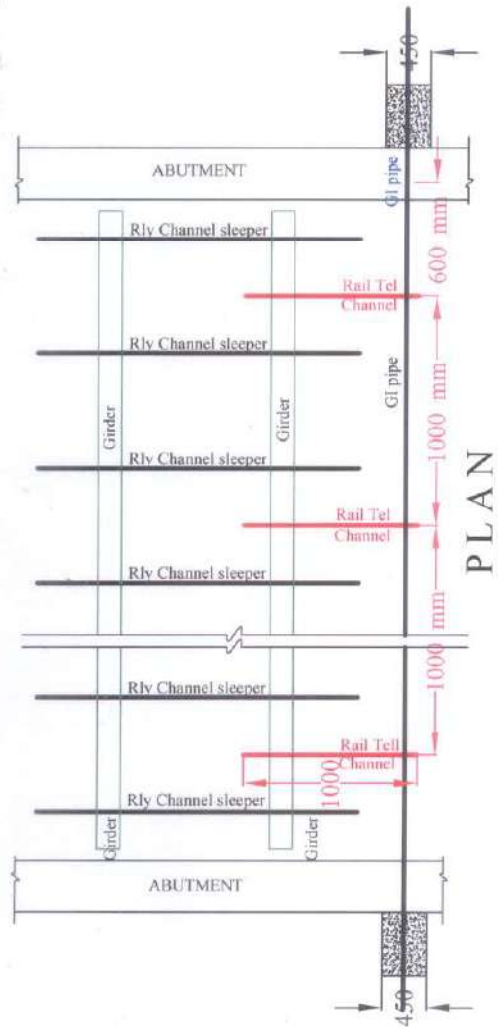 450
ABUTMENT
GI pipe
Rly Channel sleeper
600 mm
Rail Tel
Channel
Rly Channel sleeper
GI pipe
1000 mm
Girder
Girder
Rly Channel sleeper
PLAN
Rail Tel
Channel
Rly Channel sleeper
1000 mm
Rly Channel sleeper
Rail Tell
Channel
1000
Rly Channel sleeper
Girder
Girder
ABUTMENT
450